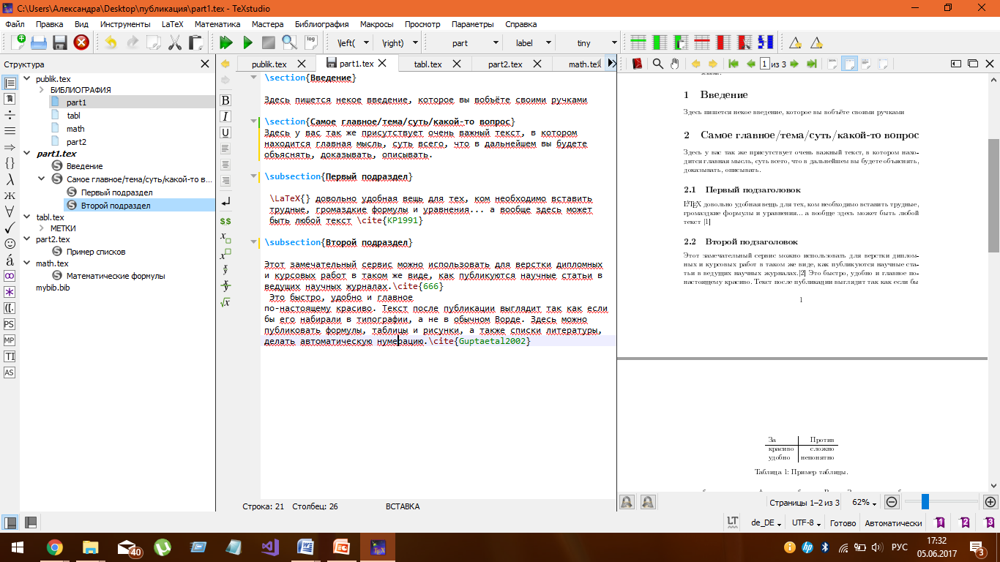 C:\Users\Александра\Desktop\публикация\part1.tex - TeXstudio
Файл Правка Вид Инструменты LaTeX Математика Мастера Библиография Макросы Просмотр Параметры Справка
log \left( \right) part label tiny
Структура
publik.tex part1.tex tabl.tex part2.tex math.tex
1 из 3
publik.tex
БИБЛИОГРАФИЯ
part1
tabl
math
part2
part1.tex
Введение
Самое главное/тема/суть/какой-то в...
Первый подраздел
Второй подраздел
tabl.tex
МЕТКИ
part2.tex
Пример списков
math.tex
Математические формулы
mybib.bib
\section{Введение}
Здесь пишется некое введение, которое вы вобъёте своими ручками
\section{Самое главное/тема/суть/какой-то вопрос}
Здесь у вас так же присутствует очень важный текст, в котором
находится главная мысль, суть всего, что в дальнейшем вы будете
объяснять, доказывать, описывать.
\subsection{Первый подраздел}
\LaTeX{} довольно удобная вещь для тех, ком необходимо вставить
трудные, громаздкие формулы и уравнения... а вообще здесь может
быть любой текст \cite{KP1991}
\subsection{Второй подраздел}
Этот замечательный сервис можно использовать для верстки дипломных
и курсовых работ в таком же виде, как публикуются научные статьи в
ведущих научных журналах.\cite{666}
Это быстро, удобно и главное
по-настоящему красиво. Текст после публикации выглядит так как если
бы его набирали в типографии, а не в обычном Ворде. Здесь можно
публиковать формулы, таблицы и рисунки, а также списки литературы,
делать автоматическую нумерацию.\cite{Guptaetal2002}
1 Введение
Здесь пишется некое введение, которое вы вобъёте своими ручками
2 Самое главное/тема/суть/какой-то вопрос
Здесь у вас так же присутствует очень важный текст, в котором нахо-
дится главная мысль, суть всего, что в дальнейшем вы будете объяснять,
доказывать, описывать.
2.1 Первый подзаголовок
LATEX довольно удобная вещь для тех, ком необходимо вставить трудные,
громаздкие формулы и уравнения... а вообще здесь может быть любой
текст [1]
2.2 Второй подзаголовок
Этот замечательный сервис можно использовать для верстки диплом-
ных и курсовых работ в таком же виде, как публикуются научные ста-
тьи в ведущих научных журналах.[2] Это быстро, удобно и главное по-
настоящему красиво. Текст после публикации выглядит так как если бы
1
За Против
красиво сложно
удобно непонятно
Таблица 1: Пример таблицы.
Строка: 21 Столбец: 26 ВСТАВКА
Страницы 1–2 из 3 62%
LT de_DE UTF-8 Готово Автоматически 1 2 3
40 РУС 17:32
05.06.2017 3